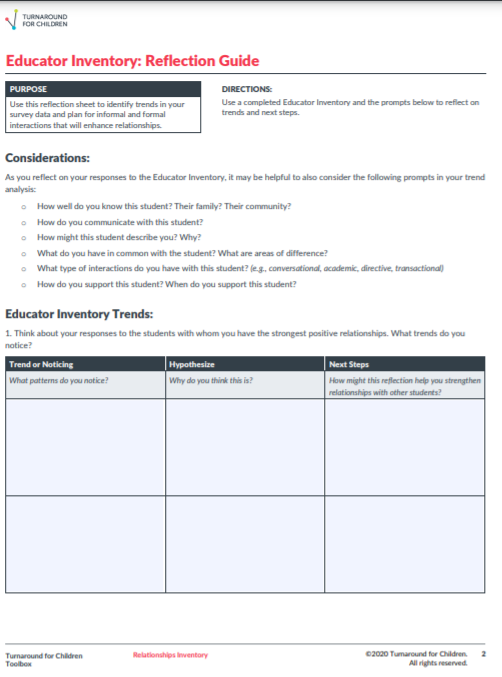 TURNAROUND
FOR CHILDREN
Educator Inventory: Reflection Guide
PURPOSE
Use this reflection sheet to identify trends in your
survey data and plan for informal and formal
interactions that will enhance relationships.
DIRECTIONS:
Use a completed Educator Inventory and the prompts below to reflect on
trends and next steps.
Considerations:
As you reflect on your responses to the Educator Inventory, it may be helpful to also consider the following prompts in your trend
analysis:
o How well do you know this student? Their family? Their community?
o How do you communicate with this student?
o How might this student describe you? Why?
o What do you have in common with the student? What are areas of difference?
o What type of interactions do you have with this student? (e.g., conversational, academic, directive, transactional)
o How do you support this student? When do you support this student?
Educator Inventory Trends:
1. Think about your responses to the students with whom you have the strongest positive relationships. What trends do you
notice?
Trend or Noticing
Hypothesize
Next Steps
What patterns do you notice?
Why do you think this is?
How might this reflection help you strengthen
relationships with other students?
Turnaround for Children
Toolbox
Relationships Inventory
©2020 Turnaround for Children.
All rights reserved.
2